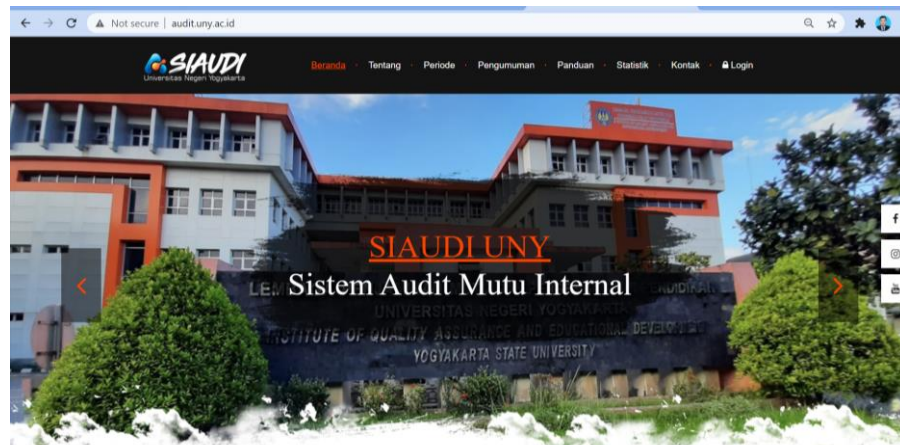 Not secure | audit.uny.ac.id
SIAUDI
Universitas Negeri Yogyakarta
Beranda
Tentang
Periode
Pengumuman
Panduan
Statistik
Kontak
Login
SIAUDI UNY
Sistem Audit Mutu Internal
UNIVERSITAS NEGERI YOGYAKARTA
INSTITUTE OF QUALITY ASSURANCE AND EDUCATIONAL DEVELOPMENT
YOGYAKARTA STATE UNIVERSITY